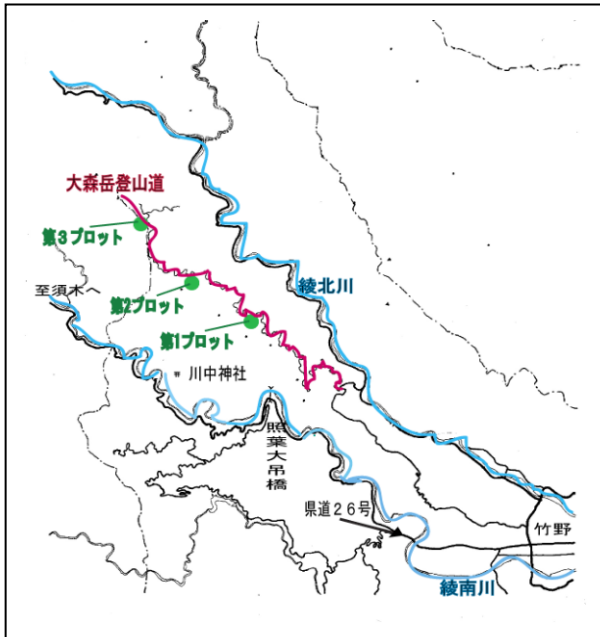 大森岳登山道
第3プロット
綾北川
至須木へ
第2プロット
第1プロット
川中神社
照葉大吊橋
県道26号
竹野
綾南川